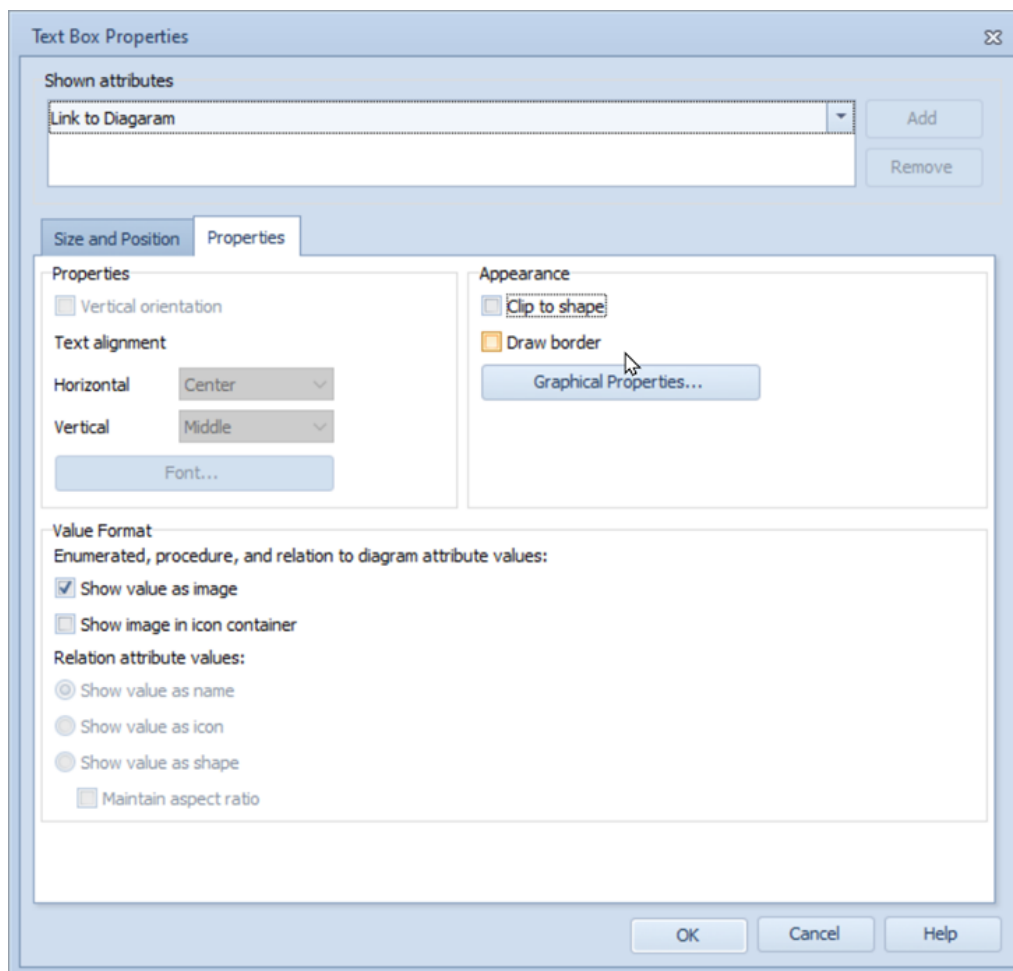 Text Box Properties
Shown attributes
Link to Diagaram
Add
Remove
Size and Position
Properties
Properties
Vertical orientation
Text alignment
Horizontal
Center
Vertical
Middle
Font...
Appearance
Clip to shape
Draw border
Graphical Properties...
Value Format
Enumerated, procedure, and relation to diagram attribute values:
Show value as image
Show image in icon container
Relation attribute values:
Show value as name
Show value as icon
Show value as shape
Maintain aspect ratio
OK
Cancel
Help